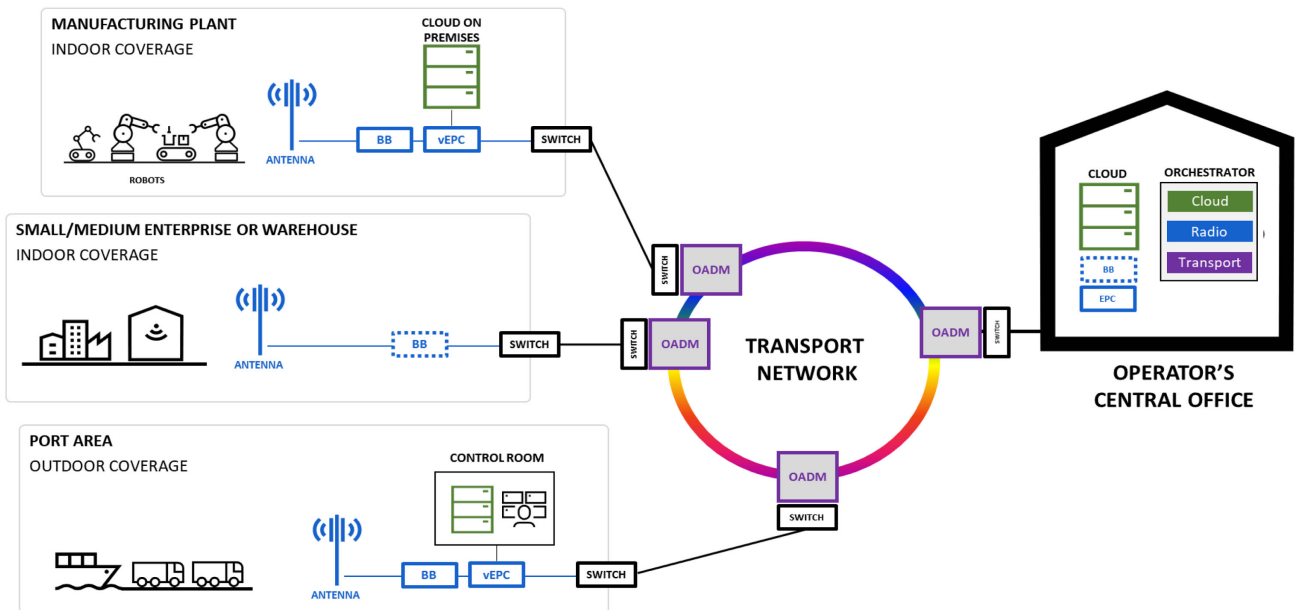 MANUFACTURING PLANT
INDOOR COVERAGE
CLOUD ON
PREMISES
ANTENNA
BB
vEPC
SWITCH
ROBOTS
SMALL/MEDIUM ENTERPRISE OR WAREHOUSE
INDOOR COVERAGE
ANTENNA
BB
SWITCH
PORT AREA
OUTDOOR COVERAGE
CONTROL ROOM
ANTENNA
BB
vEPC
SWITCH
SWITCH
OADM
SWITCH
OADM
TRANSPORT
NETWORK
OADM
SWITCH
OADM
SWITCH
CLOUD
BB
EPC
ORCHESTRATOR
Cloud
Radio
Transport
OPERATOR'S
CENTRAL OFFICE